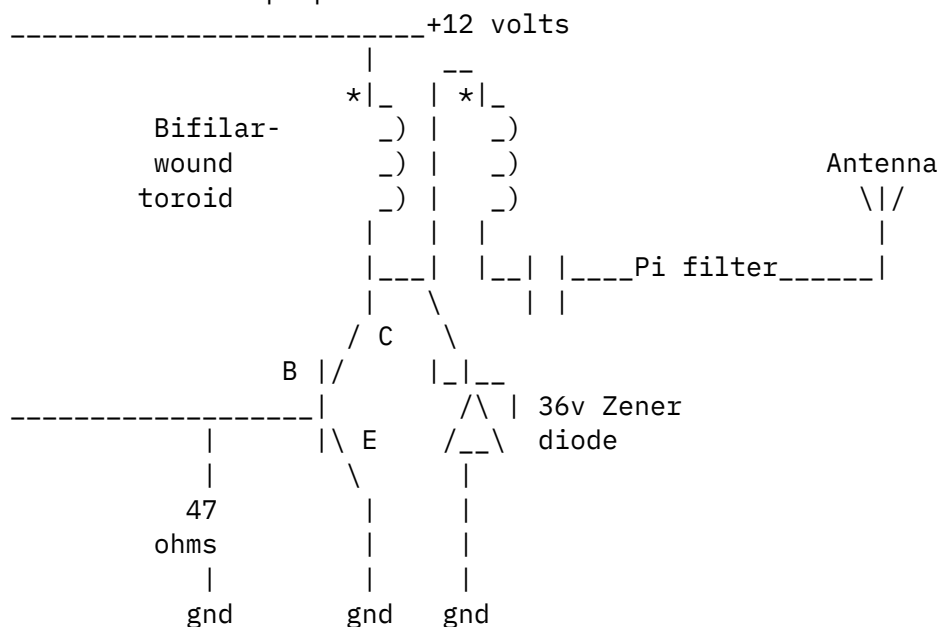 +12 volts
* *
Bifilar-
wound Antenna
toroid
Pi filter
C
B
36v Zener
E diode
47
ohms
gnd gnd gnd